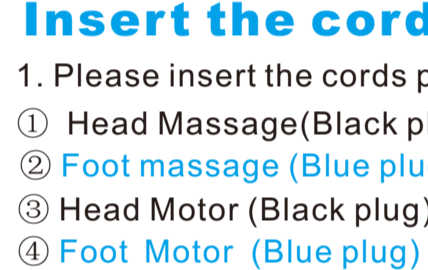 Insert the cord
1. Please insert the cords
① Head Massage(Black
② Foot massage (Blue
③ Head Motor (Black plug)
④ Foot Motor (Blue plug)